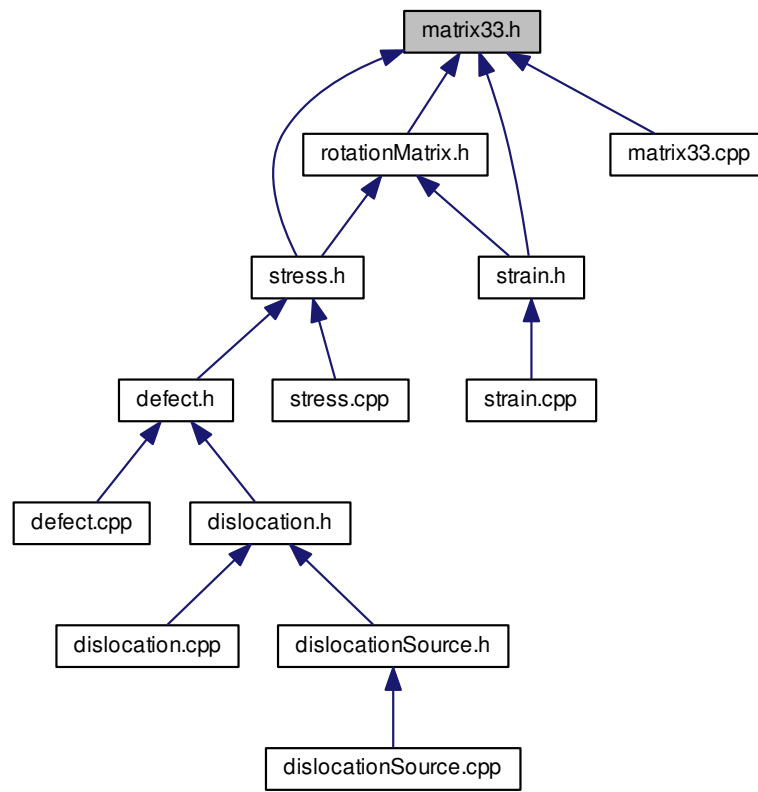 matrix33.h
rotationMatrix.h
matrix33.cpp
stress.h
strain.h
defect.h
stress.cpp
strain.cpp
defect.cpp
dislocation.h
dislocation.cpp
dislocationSource.h
dislocationSource.cpp